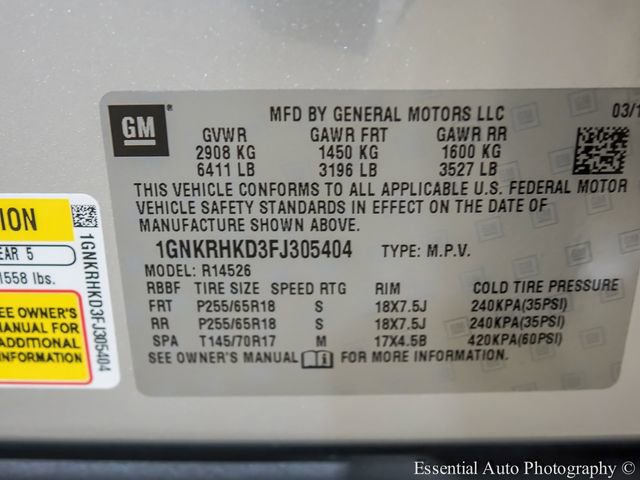 GM
MFD BY GENERAL MOTORS LLC
03/1
GVWR GAWR FRT GAWR RR
2908 KG 1450 KG 1600 KG
6411 LB 3196 LB 3527 LB
THIS VEHICLE CONFORMS TO ALL APPLICABLE U.S. FEDERAL MOTOR
VEHICLE SAFETY STANDARDS IN EFFECT ON THE DATE OF
MANUFACTURE SHOWN ABOVE.
1GNKRHKD3FJ305404 TYPE: M.P.V.
MODEL: R14526
RBBF TIRE SIZE SPEED RTG RIM COLD TIRE PRESSURE
FRT P255/65R18 S 18X7.5J 240KPA(35PSI)
RR P255/65R18 S 18X7.5J 240KPA(35PSI)
SPA T145/70R17 M 17X4.5B 420KPA(60PSI)
SEE OWNER'S MANUAL FOR MORE INFORMATION
ION
EAR 5
1558 lbs.
SEE OWNER'S
MANUAL FOR
ADDITIONAL
INFORMATION
1GNKRHKD3FJ305404
Essential Auto Photography ©